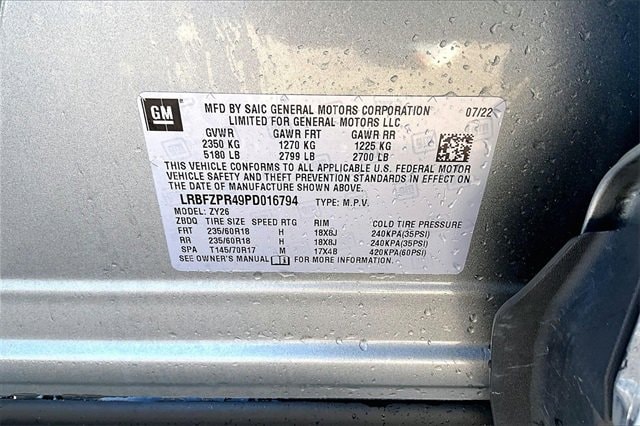 GM
MFD BY SAIC GENERAL MOTORS CORPORATION 07/22
LIMITED FOR GENERAL MOTORS LLC
GVWR GAWR FRT GAWR RR
2350 KG 1270 KG 1225 KG
5180 LB 2799 LB 2700 LB
THIS VEHICLE CONFORMS TO ALL APPLICABLE U.S. FEDERAL MOTOR
VEHICLE SAFETY AND THEFT PREVENTION STANDARDS IN EFFECT ON
THE DATE OF MANUFACTURE SHOWN ABOVE.
LRBFZPR49PD016794 TYPE: M.P.V.
MODEL: ZY26
ZBDQ TIRE SIZE SPEED RTG RIM COLD TIRE PRESSURE
FRT 235/60R18 H 18X8J 240KPA(35PSI)
RR 235/60R18 H 18X8J 240KPA(35PSI)
SPA T145/70R17 M 17X4B 420KPA(60PSI)
SEE OWNER'S MANUAL FOR MORE INFORMATION.